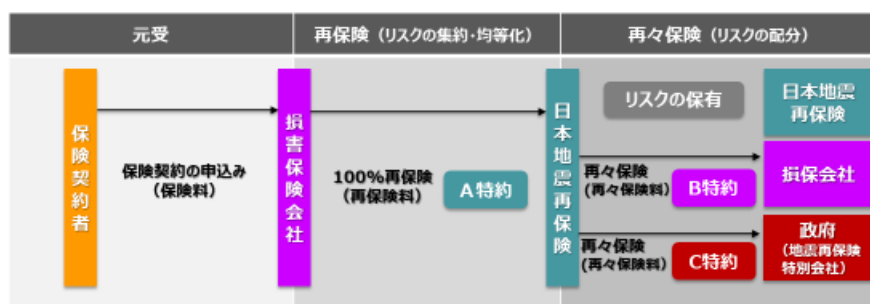 元受
再保険（リスクの集約・均等化）
再々保険（リスクの配分）
保険契約者
保険契約の申込み
（保険料）
損害保険会社
100％再保険
（再保険料）
A特約
日本地震再保険
リスクの保有
日本地震
再保険
再々保険
(再々保険料)
B特約
損保会社
再々保険
(再々保険料)
C特約
政府
（地震再保険
特別会社）